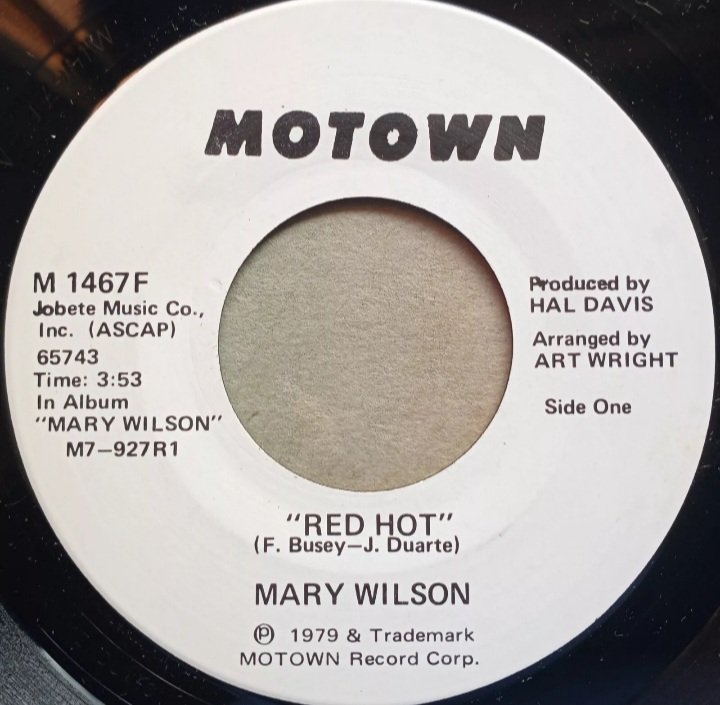 MOTOWN
M 1467F
Jobete Music Co.,
Inc. (ASCAP)
65743
Time: 3:53
In Album
"MARY WILSON"
M7–927R1
Produced by
HAL DAVIS
Arranged by
ART WRIGHT
Side One
"RED HOT"
(F. Busey–J. Duarte)
MARY WILSON
℗ 1979 & Trademark
MOTOWN Record Corp.